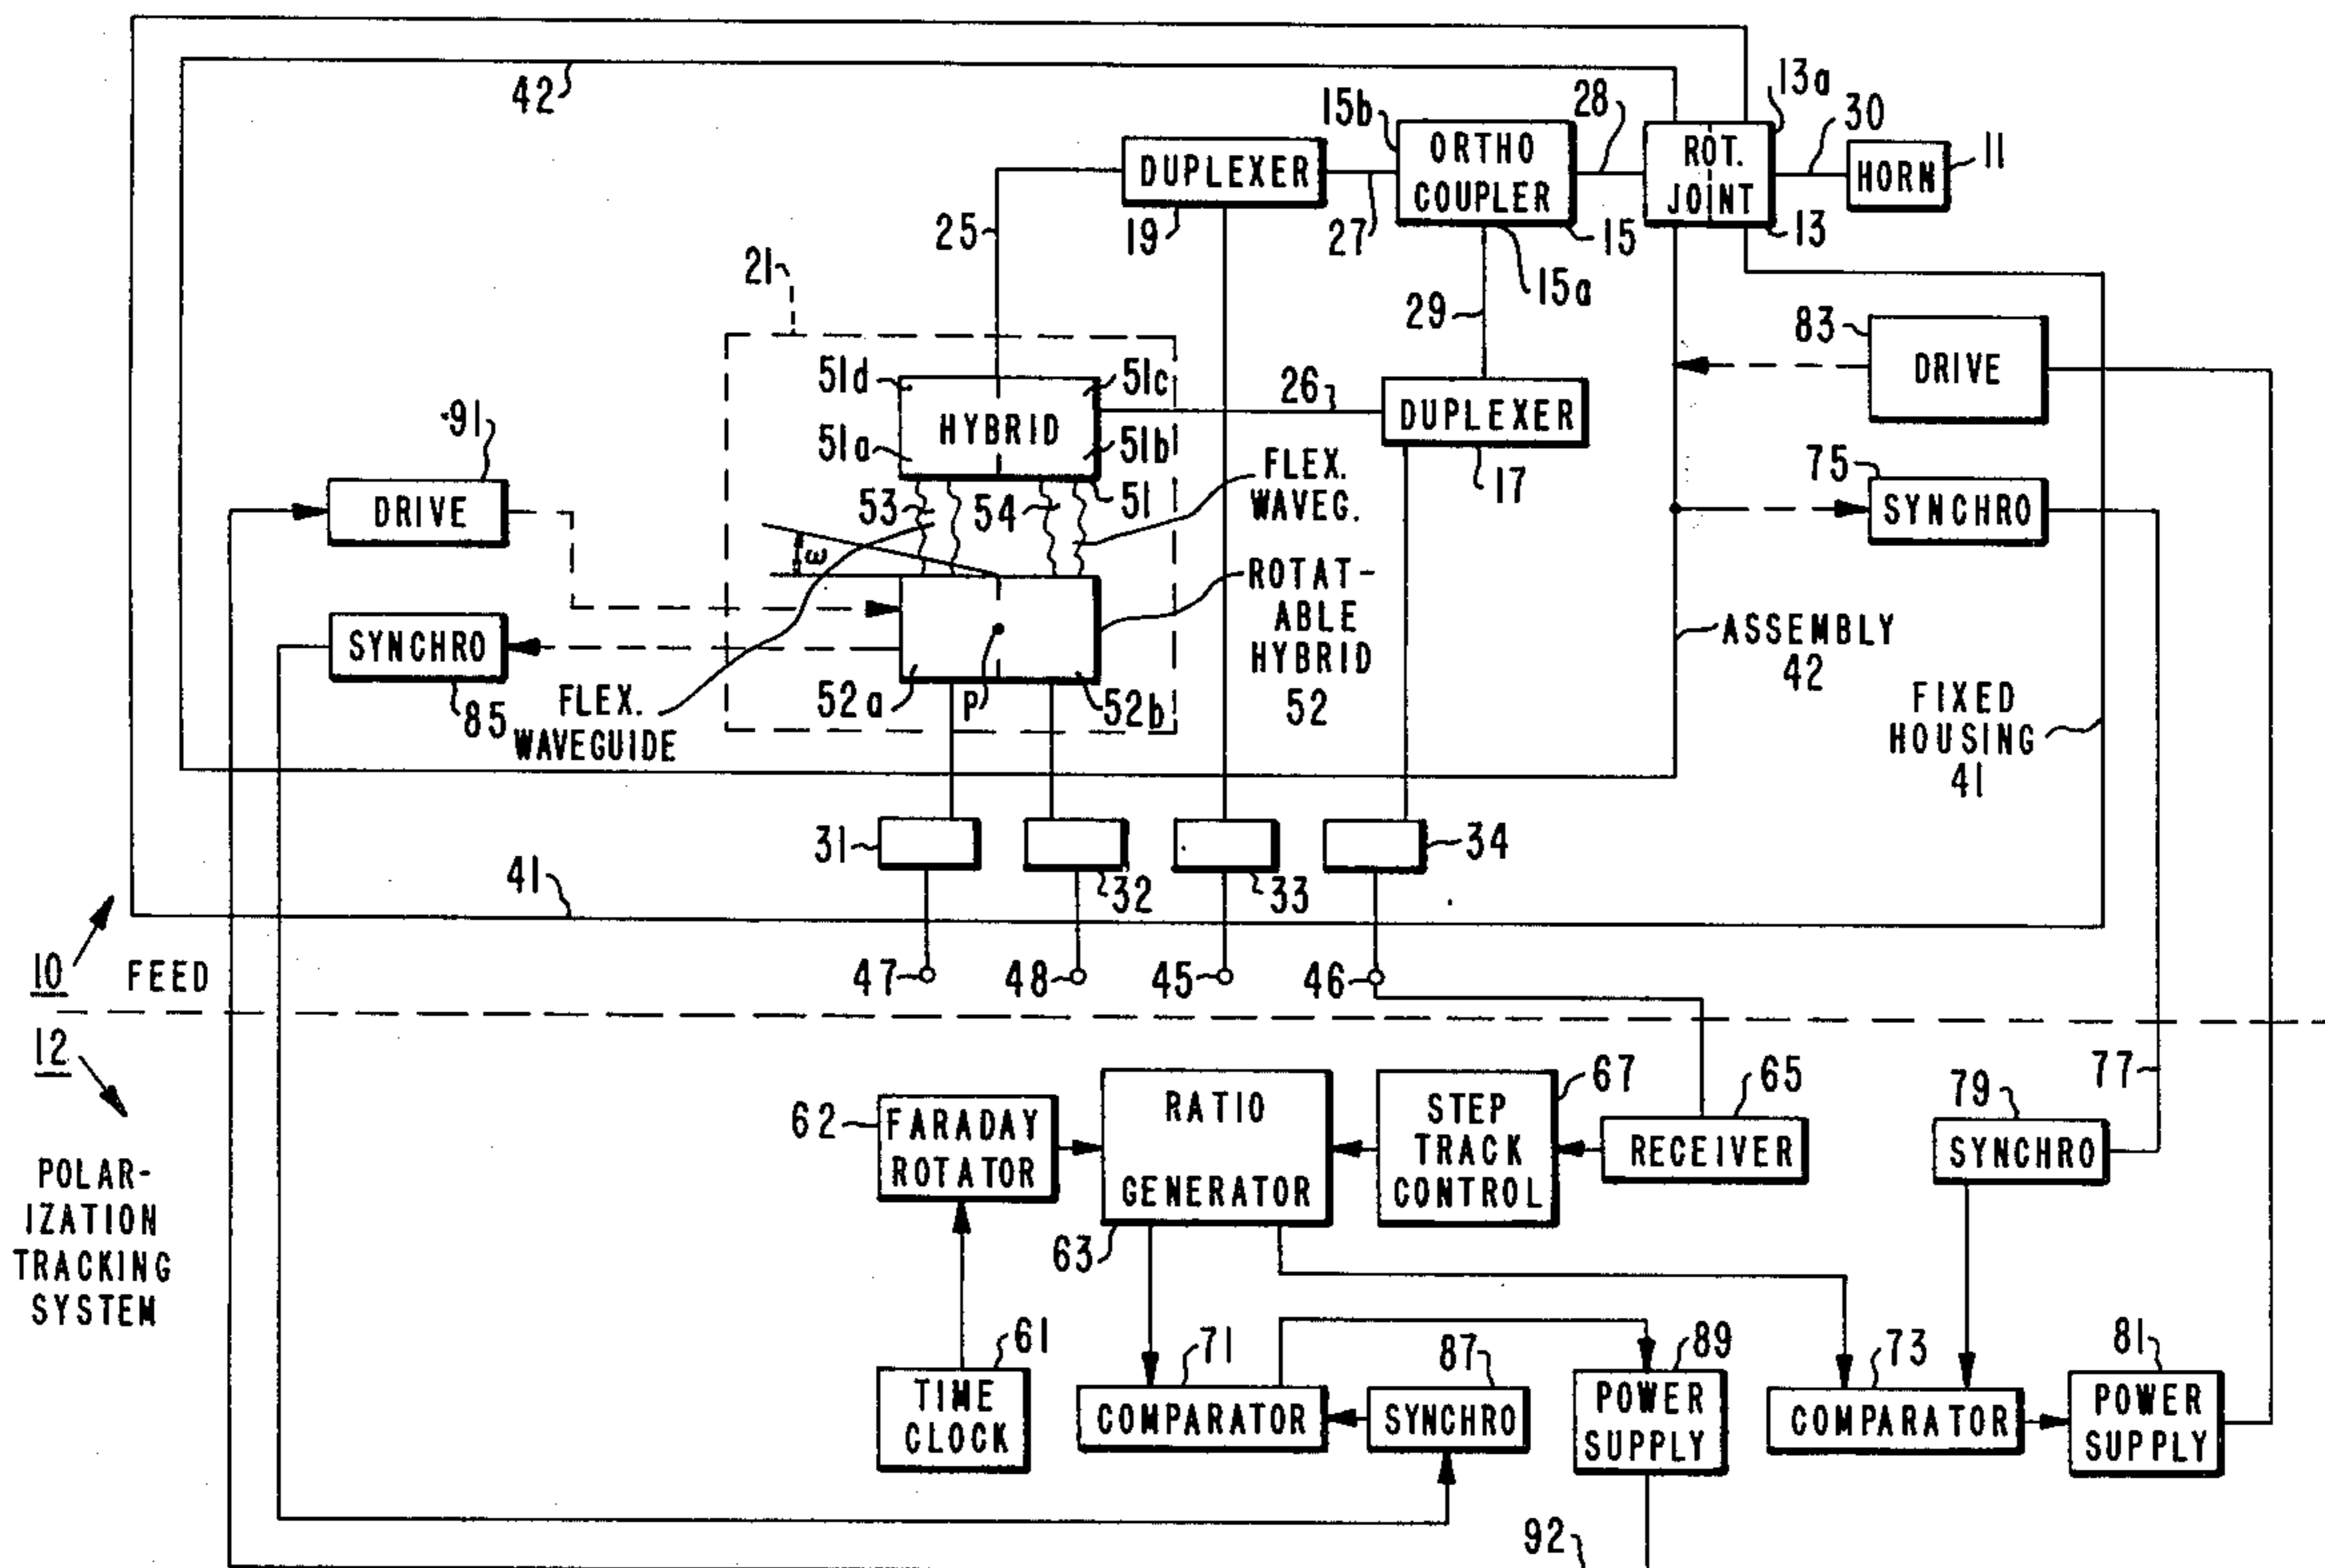 42
13a
28
30
15b
ORTHO
COUPLER
ROT.
JOINT
HORN
11
DUPLEXER
25
19
27
15
13
21
15a
29
83
DRIVE
51d
51c
HYBRID
26
DUPLEXER
91
51a
51b
FLEX.
WAVEG.
17
75
DRIVE
53
54
51
SYNCHRO
ω
ROTAT-
ABLE
HYBRID
52
SYNCHRO
85
52a
P
52b
FLEX.
WAVEGUIDE
ASSEMBLY
42
FIXED
HOUSING
41
31
32
33
34
41
10
FEED
47
48
45
46
12
POLAR-
IZATION
TRACKING
SYSTEM
62
FARADAY
ROTATOR
RATIO
GENERATOR
63
67
STEP
TRACK
CONTROL
65
RECEIVER
79
SYNCHRO
77
61
TIME
CLOCK
71
COMPARATOR
87
SYNCHRO
89
POWER
SUPPLY
73
COMPARATOR
81
POWER
SUPPLY
92